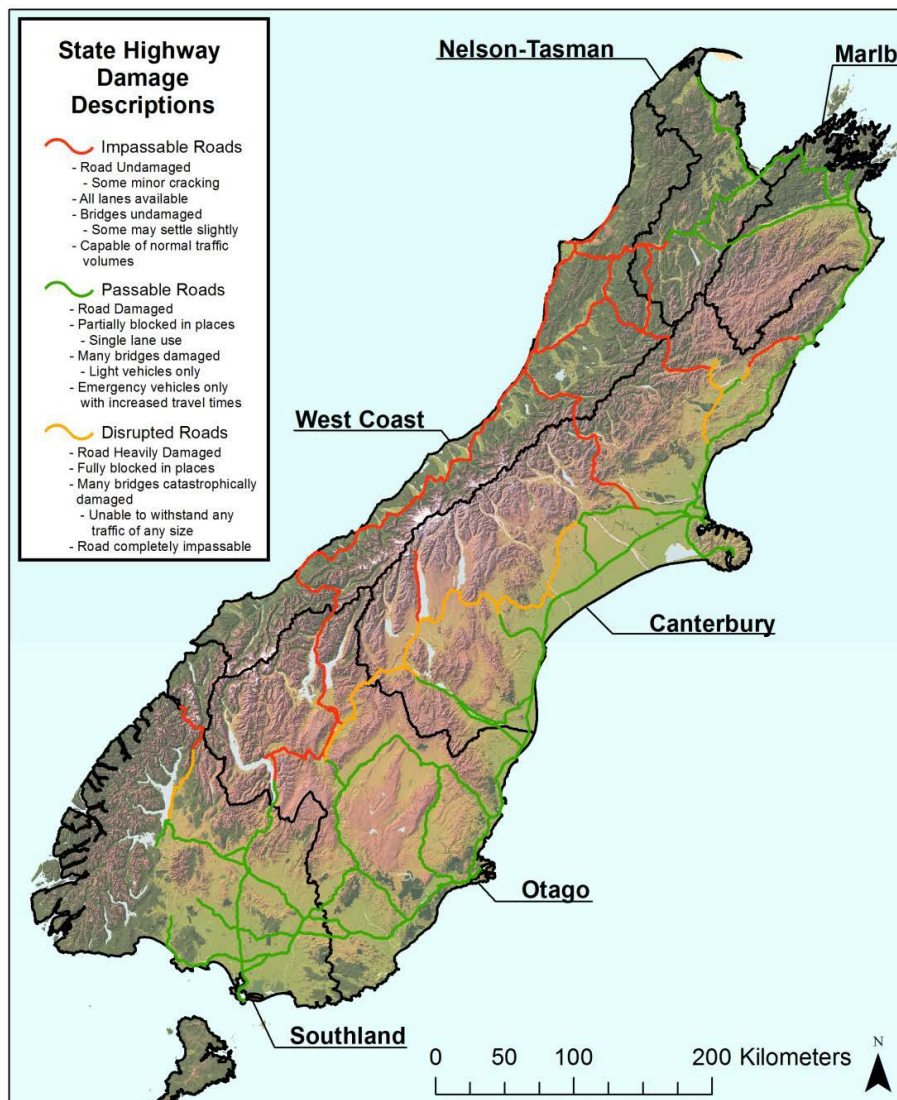 State Highway
Damage
Descriptions
Impassable Roads
- Road Undamaged
- Some minor cracking
- All lanes available
- Bridges undamaged
- Some may settle slightly
- Capable of normal traffic
volumes
Passable Roads
- Road Damaged
- Partially blocked in places
- Single lane use
- Many bridges damaged
- Light vehicles only
- Emergency vehicles only
with increased travel times
Disrupted Roads
- Road Heavily Damaged
- Fully blocked in places
- Many bridges catastrophically
damaged
- Unable to withstand any
traffic of any size
- Road completely impassable
Nelson-Tasman
Marlb
West Coast
Canterbury
Otago
Southland
0 50 100 200 Kilometers
N